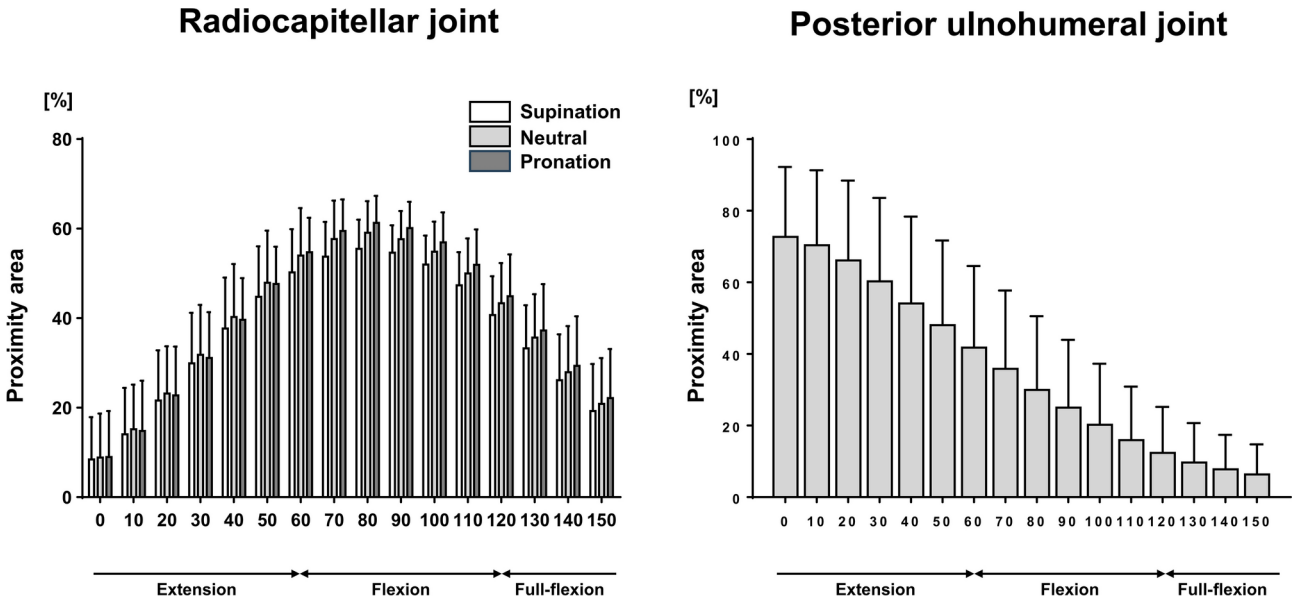 Radiocapitellar joint
[%]
Supination
Neutral
Pronation
Proximity area
80
60
40
20
0
0 10 20 30 40 50 60 70 80 90 100 110 120 130 140 150
Extension Flexion Full-flexion
Posterior ulnohumeral joint
[%]
Proximity area
100
80
60
40
20
0
0 10 20 30 40 50 60 70 80 90 100 110 120 130 140 150
Extension Flexion Full-flexion